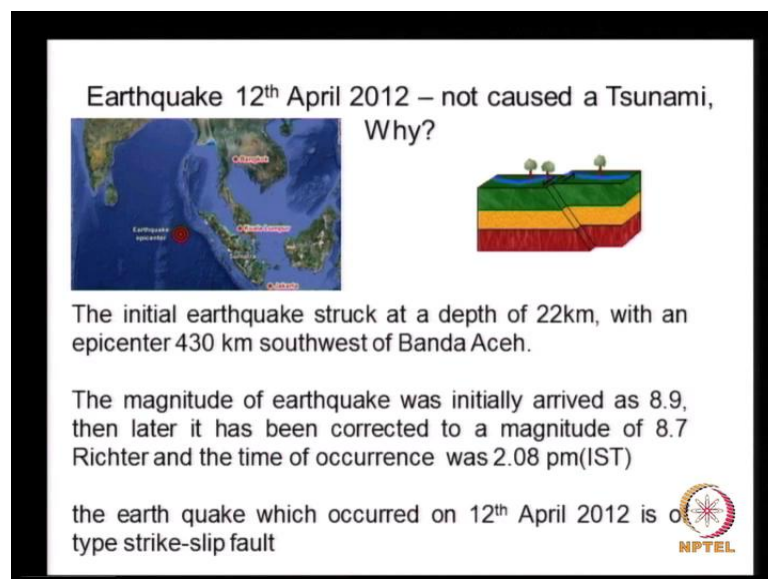 Earthquake 12th April 2012 – not caused a Tsunami,
Why?
Bangkok
Earthquake
epicenter
Kuala Lumpur
Jakarta
The initial earthquake struck at a depth of 22km, with an
epicenter 430 km southwest of Banda Aceh.
The magnitude of earthquake was initially arrived as 8.9,
then later it has been corrected to a magnitude of 8.7
Richter and the time of occurrence was 2.08 pm(IST)
the earth quake which occurred on 12th April 2012 is
type strike-slip fault
NPTEL